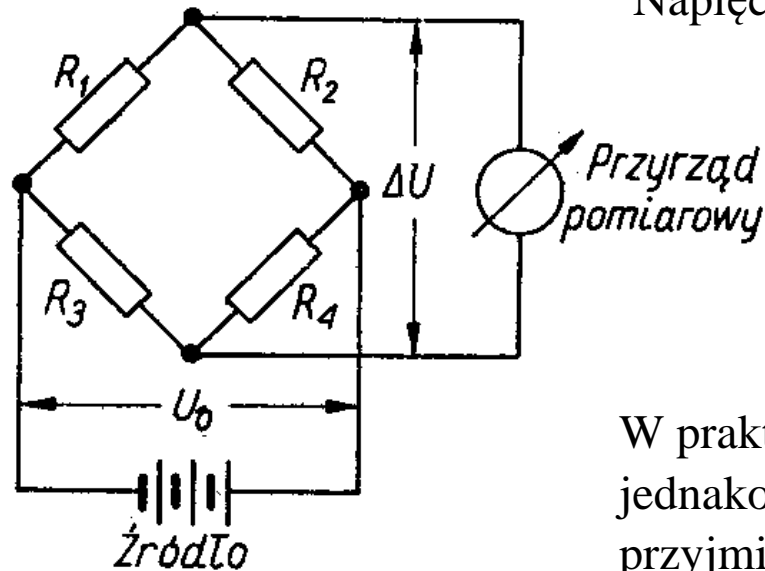 Napięc
R₁
R₂
ΔU
Przyrząd
pomiarowy
R₃
R₄
U₀
Źródło
W prakt
jednako
przyjmi